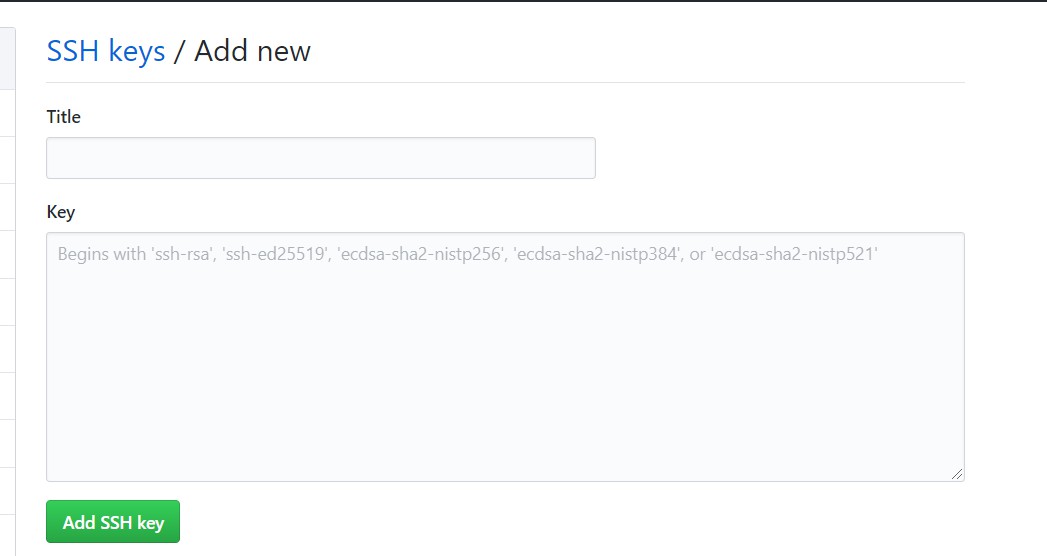 SSH keys / Add new
Title
Key
Begins with 'ssh-rsa', 'ssh-ed25519', 'ecdsa-sha2-nistp256', 'ecdsa-sha2-nistp384', or 'ecdsa-sha2-nistp521'
Add SSH key